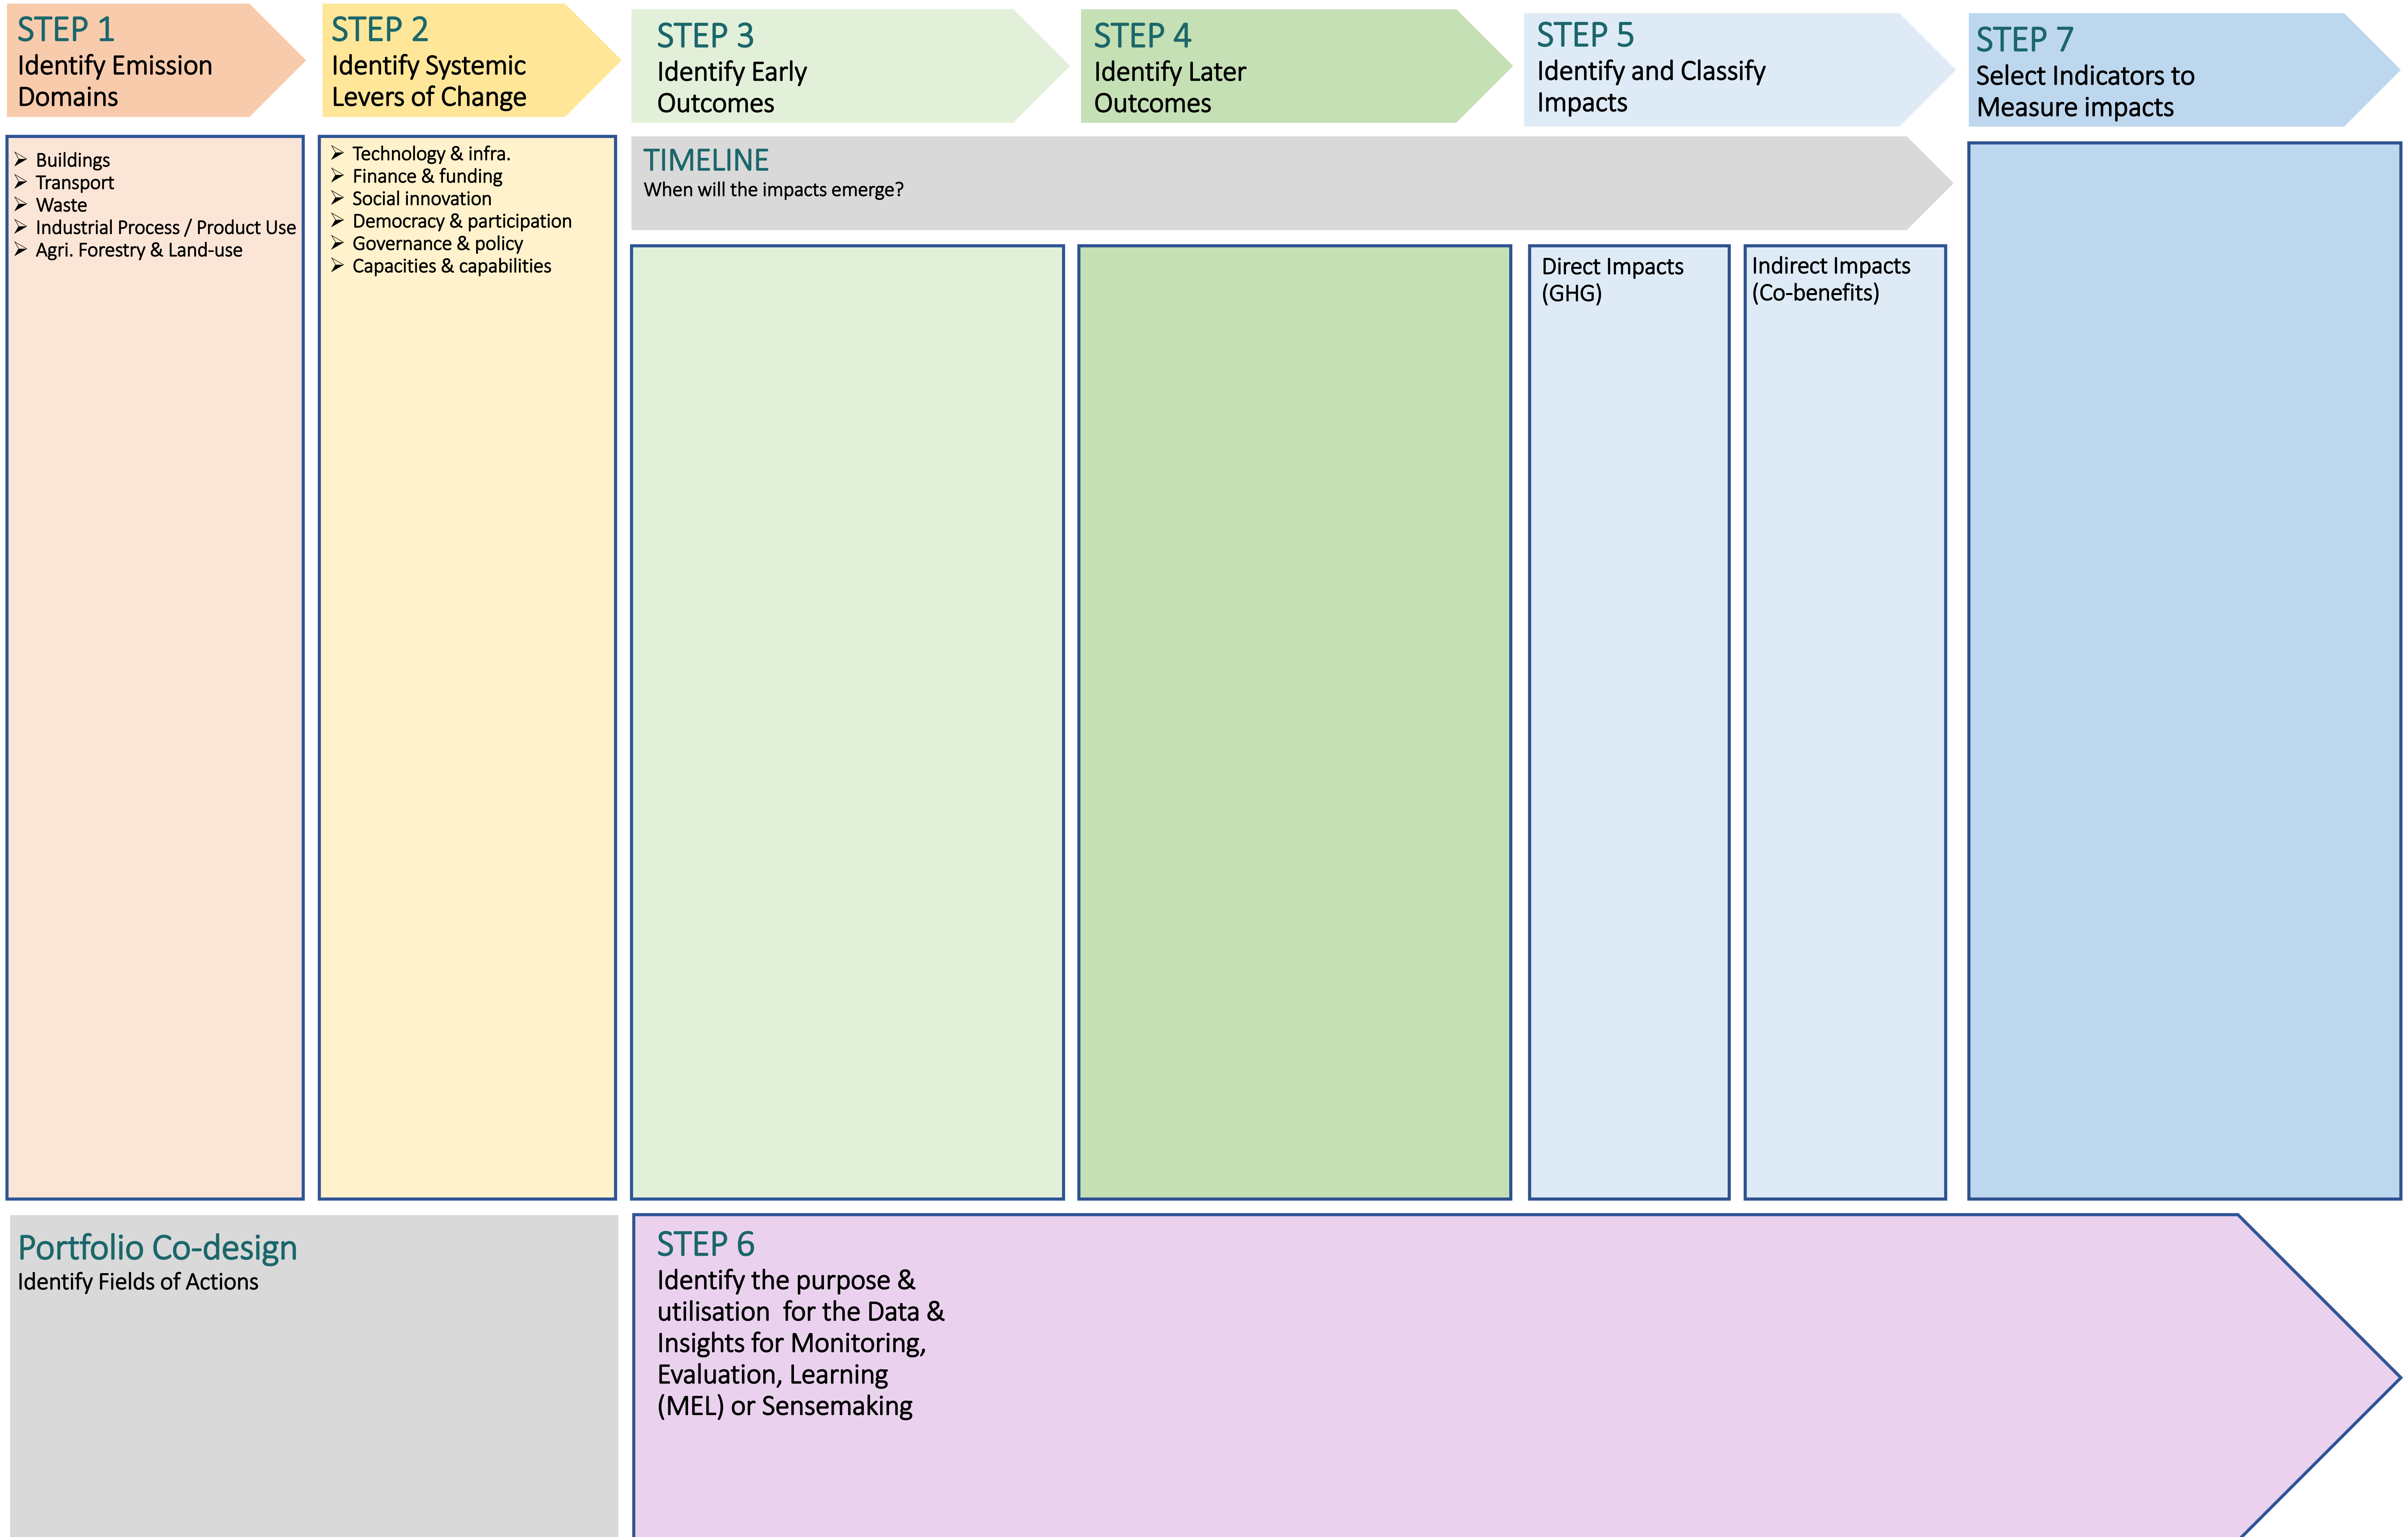 STEP 1
Identify Emission
Domains
STEP 2
Identify Systemic
Levers of Change
STEP 3
Identify Early
Outcomes
STEP 4
Identify Later
Outcomes
STEP 5
Identify and Classify
Impacts
STEP 7
Select Indicators to
Measure impacts
➢ Buildings
➢ Transport
➢ Waste
➢ Industrial Process / Product Use
➢ Agri. Forestry & Land-use
➢ Technology & infra.
➢ Finance & funding
➢ Social innovation
➢ Democracy & participation
➢ Governance & policy
➢ Capacities & capabilities
TIMELINE
When will the impacts emerge?
Direct Impacts
(GHG)
Indirect Impacts
(Co-benefits)
Portfolio Co-design
Identify Fields of Actions
STEP 6
Identify the purpose &
utilisation for the Data &
Insights for Monitoring,
Evaluation, Learning
(MEL) or Sensemaking